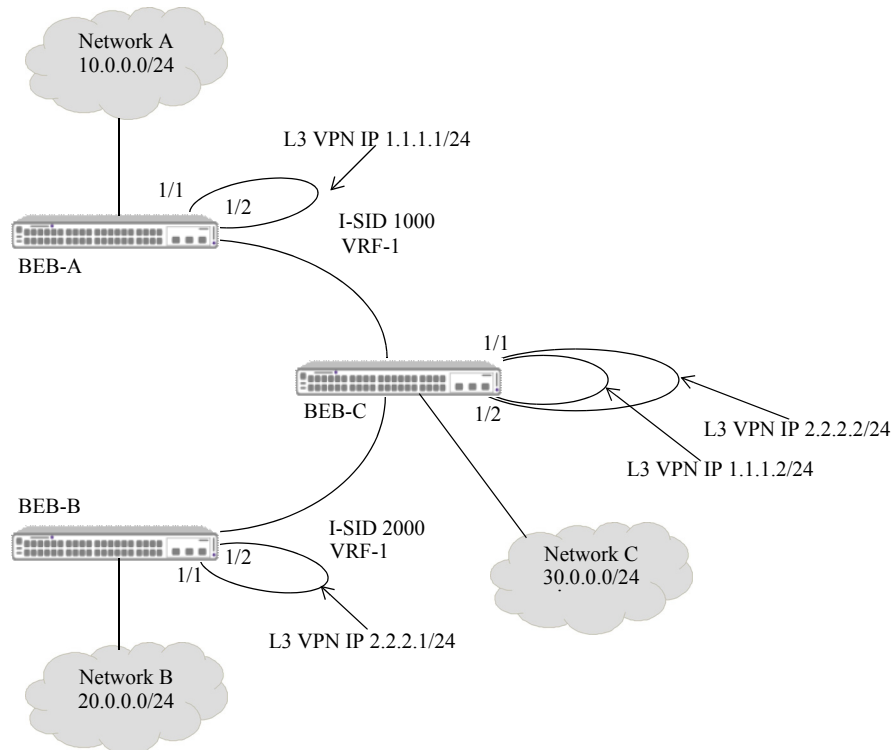 Network A
10.0.0.0/24
L3 VPN IP 1.1.1.1/24
1/1
1/2
I-SID 1000
VRF-1
BEB-A
1/1
BEB-C
1/2
L3 VPN IP 2.2.2.2/24
L3 VPN IP 1.1.1.2/24
BEB-B
I-SID 2000
VRF-1
1/2
1/1
Network C
30.0.0.0/24
L3 VPN IP 2.2.2.1/24
Network B
20.0.0.0/24